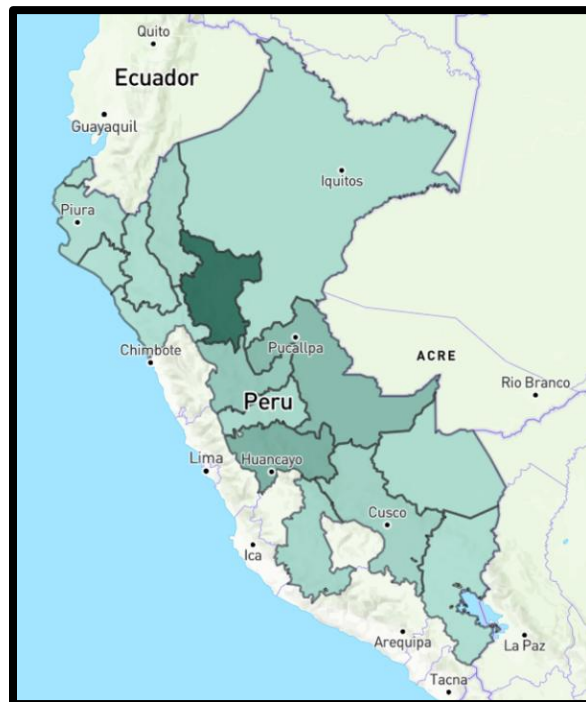 Quito
Ecuador
Guayaquil
Iquitos
Piura
Chimbote
Pucallpa
ACRE
Rio Branco
Peru
Lima
Huancayo
Cusco
Ica
Arequipa
La Paz
Tacna